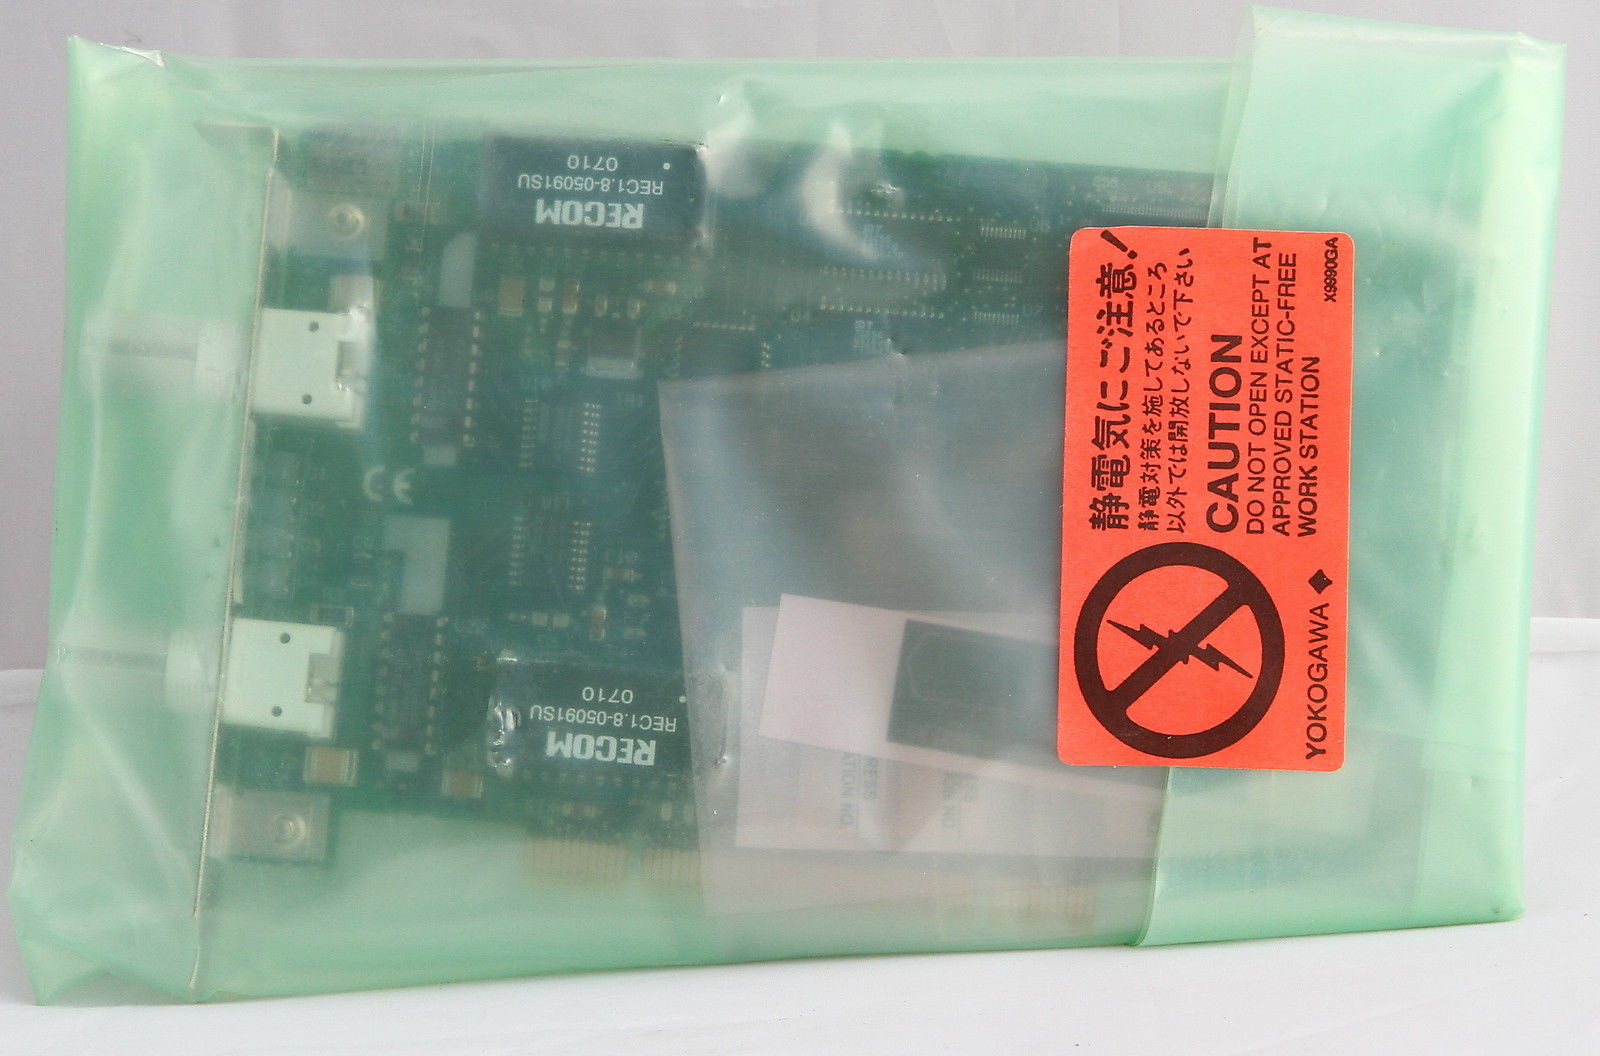 静電気にご注意!
静電対策を施してあるところ
以外では開放しないで下さい
CAUTION
DO NOT OPEN EXCEPT AT
APPROVED STATIC-FREE
WORK STATION
X9990GA
YOKOGAWA
RECOM
REC1.8-05091SU
0710
CE
RECOM
REC1.8-05091SU
0710